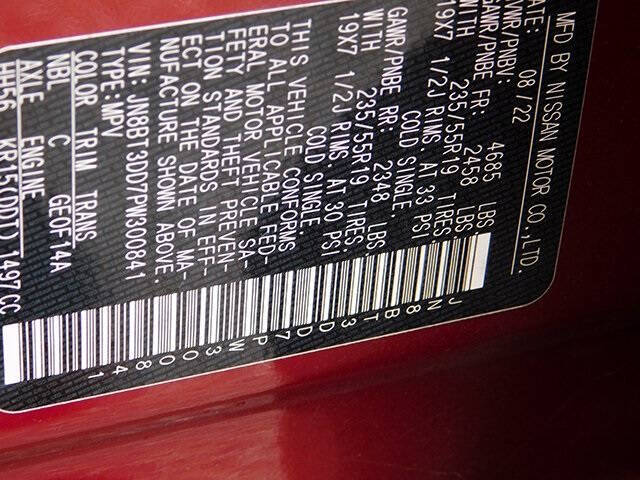 MFD BY NISSAN MOTOR CO., LTD.
DATE: 08/22
GVWR/PNBV: 4685 LBS
GAWR/PNBE FR: 2458 LBS
WITH 235/55R19 TIRES
19X7 1/2J RIMS AT 33 PSI
COLD SINGLE.
GAWR/PNBE RR: 2348 LBS
WITH 235/55R19 TIRES
19X7 1/2J RIMS AT 30 PSI
COLD SINGLE.
THIS VEHICLE CONFORMS
TO ALL APPLICABLE FED-
ERAL MOTOR VEHICLE SA-
FETY AND THEFT PREVEN-
TION STANDARDS IN EFF-
ECT ON THE DATE OF MA-
NUFACTURE SHOWN ABOVE.
VIN: JN8BT3DD7PW300841
TYPE: MPV
COLOR TRIM TRANS
NBL C GE0F14A
AXLE ENGINE
HH56 KR15(DDT) 1497CC
JN8BT3DD7PW300841